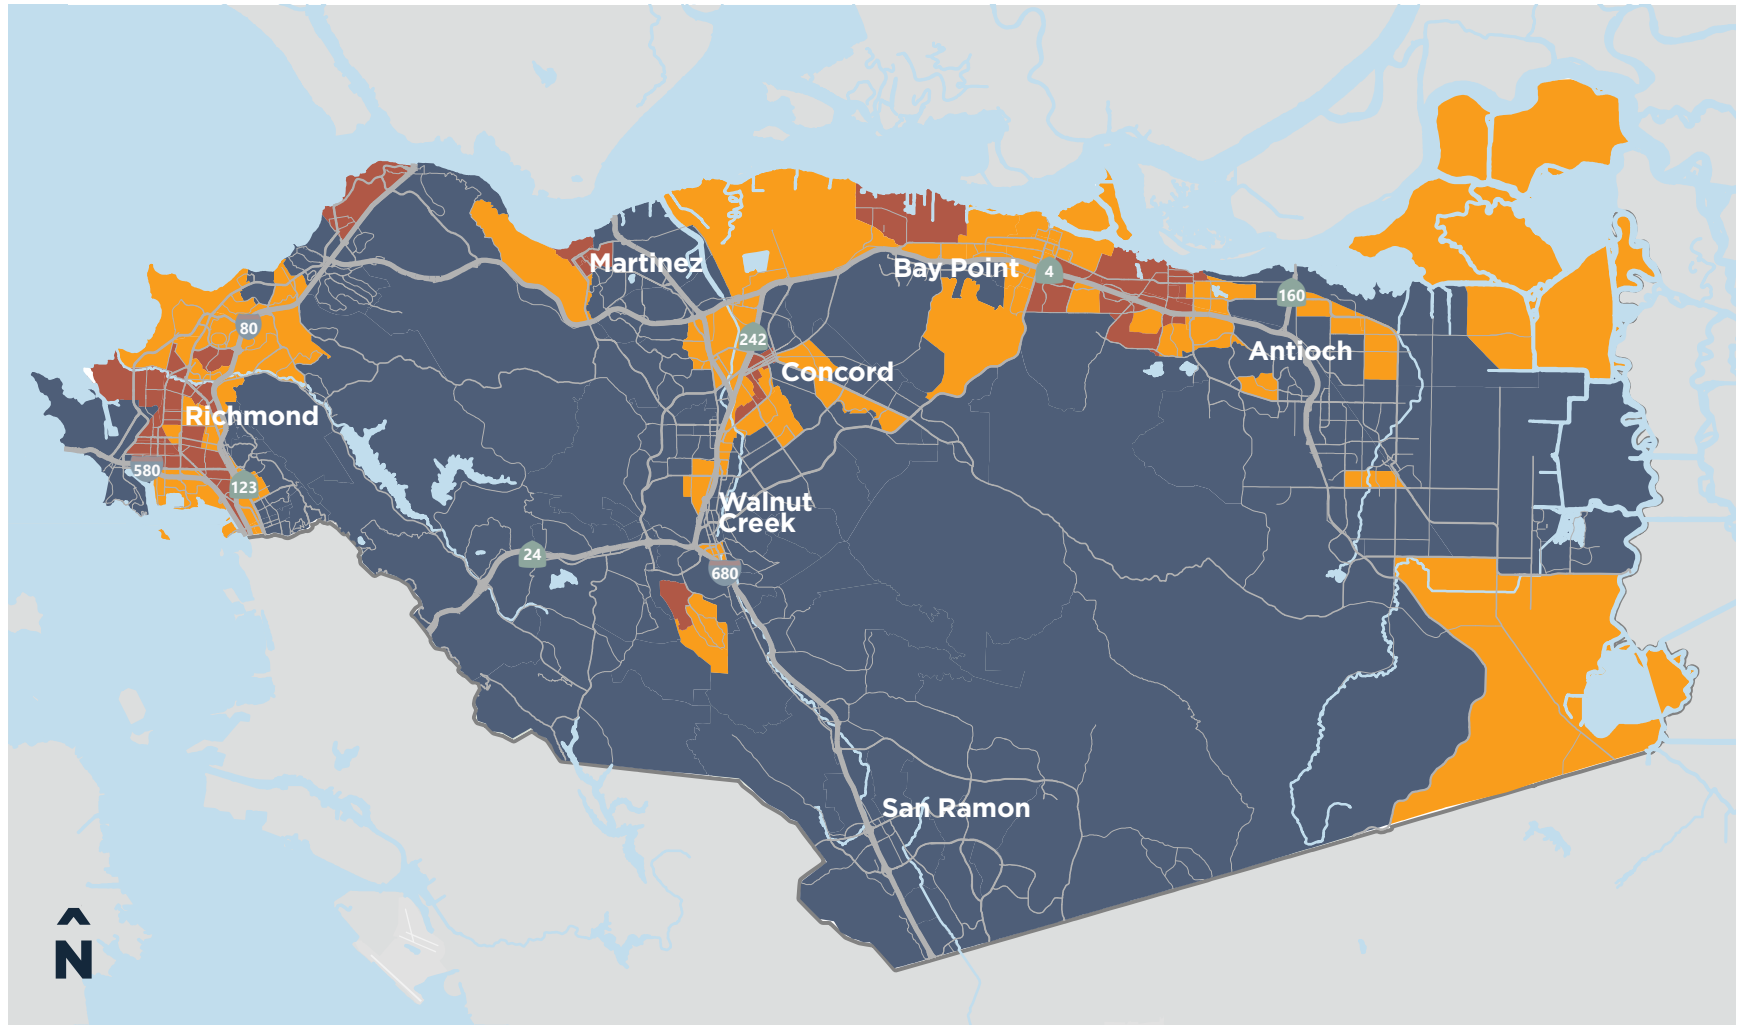 Martinez
Bay Point
4
160
80
242
Antioch
Concord
Richmond
580
123
Walnut
Creek
24
680
San Ramon
N